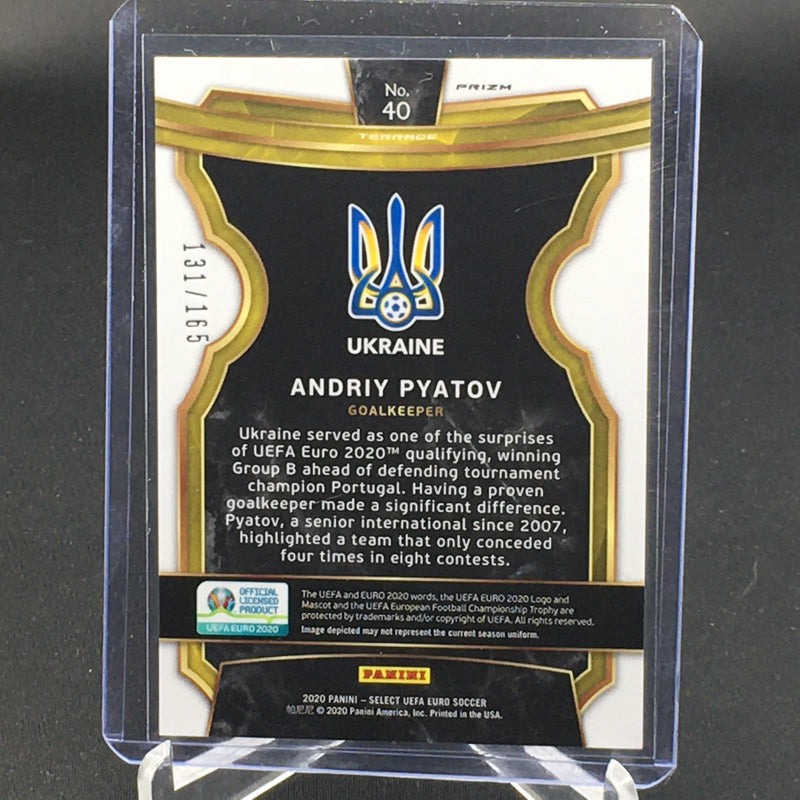 No.
40
PRIZM
TERRACE
131/165
UKRAINE
ANDRIY PYATOV
GOALKEEPER
Ukraine served as one of the surprises
of UEFA Euro 2020™ qualifying, winning
Group B ahead of defending tournament
champion Portugal. Having a proven
goalkeeper made a significant difference.
Pyatov, a senior international since 2007,
highlighted a team that only conceded
four times in eight contests.
OFFICIAL
LICENSED
PRODUCT
UEFA EURO 2020
The UEFA and EURO 2020 words, the UEFA EURO 2020 Logo and
Mascot and the UEFA European Football Championship Trophy are
protected by trademarks and/or copyright of UEFA. All rights reserved.
Image depicted may not represent the current season uniform.
PANINI
2020 PANINI – SELECT UEFA EURO SOCCER
帕尼尼 © 2020 Panini America, Inc. Printed in the USA.